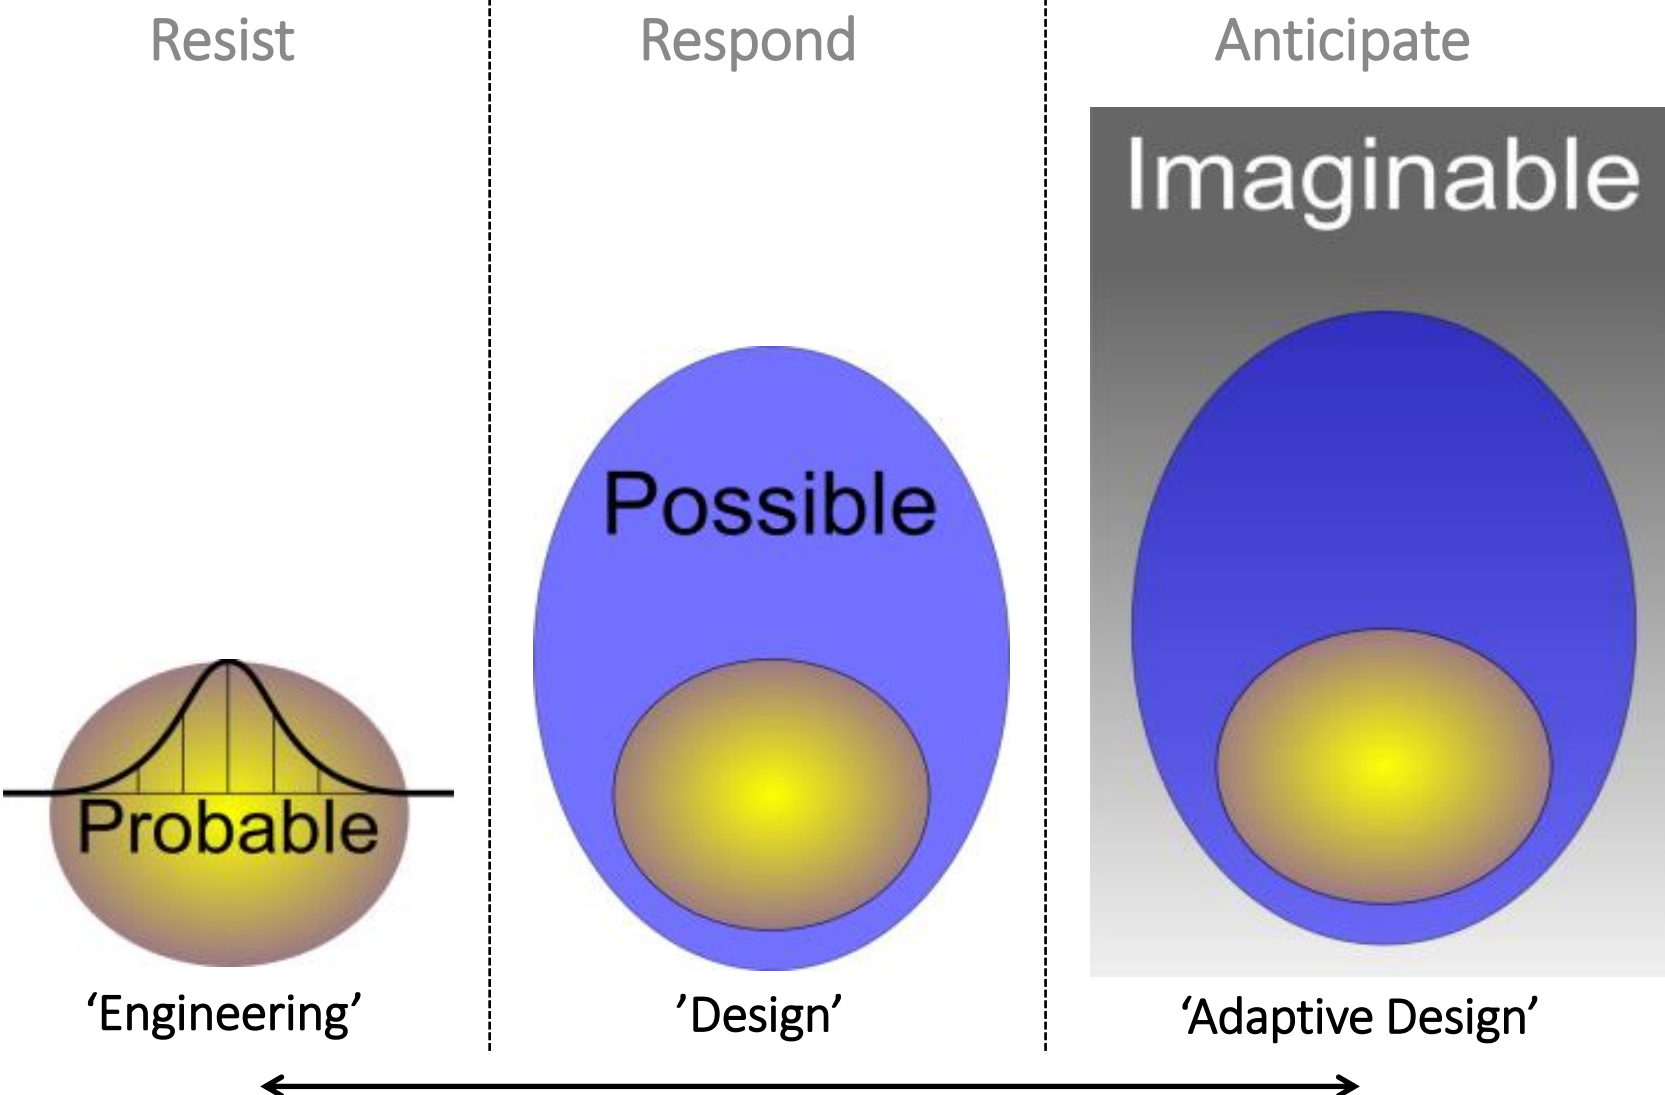 Resist
Respond
Anticipate
Imaginable
Possible
Probable
‘Engineering’
’Design’
‘Adaptive Design’